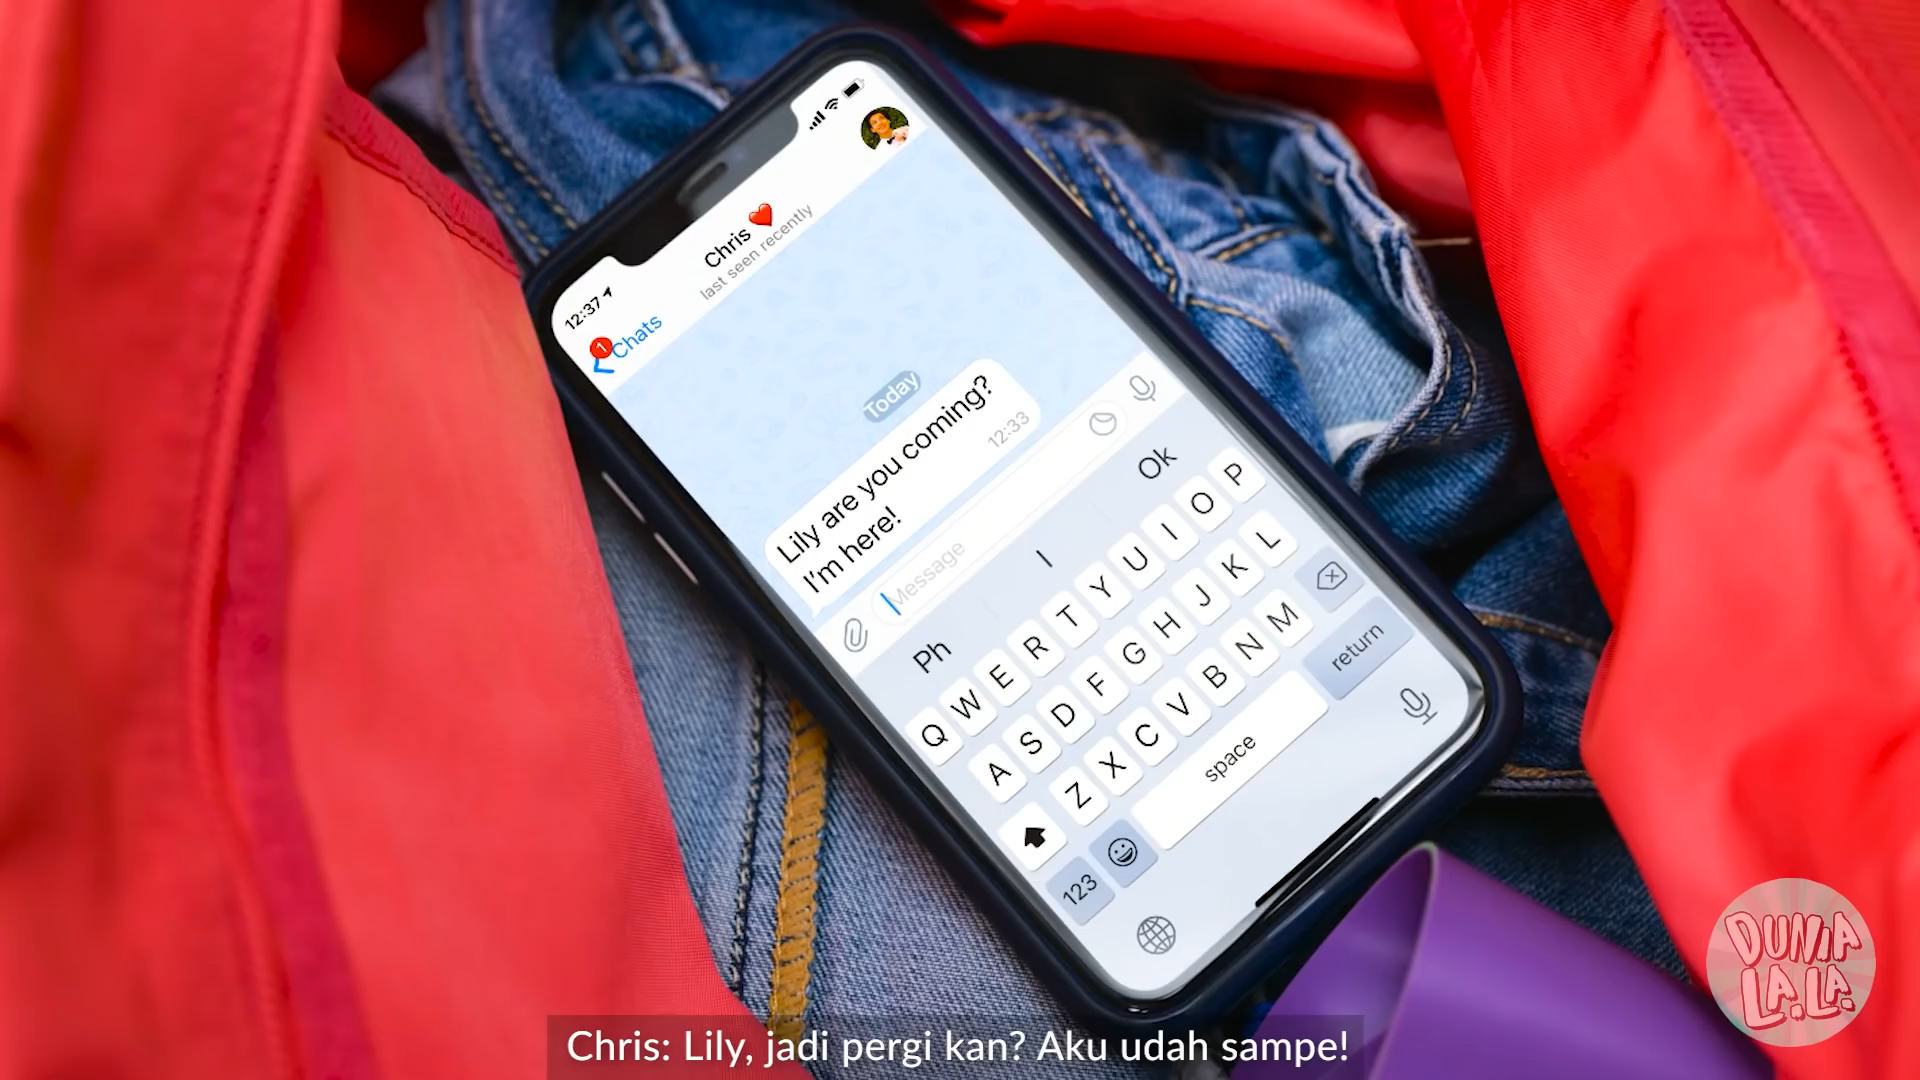 12:37
1
Chats
Chris ❤️
last seen recently
Today
Lily are you coming?
I'm here!
12:33
Message
Ph
I
Ok
Q W E R T Y U I O P
A S D F G H J K L
Z X C V B N M
123
space
return
DUNIA
LA.LA.
Chris: Lily, jadi pergi kan? Aku udah sampe!